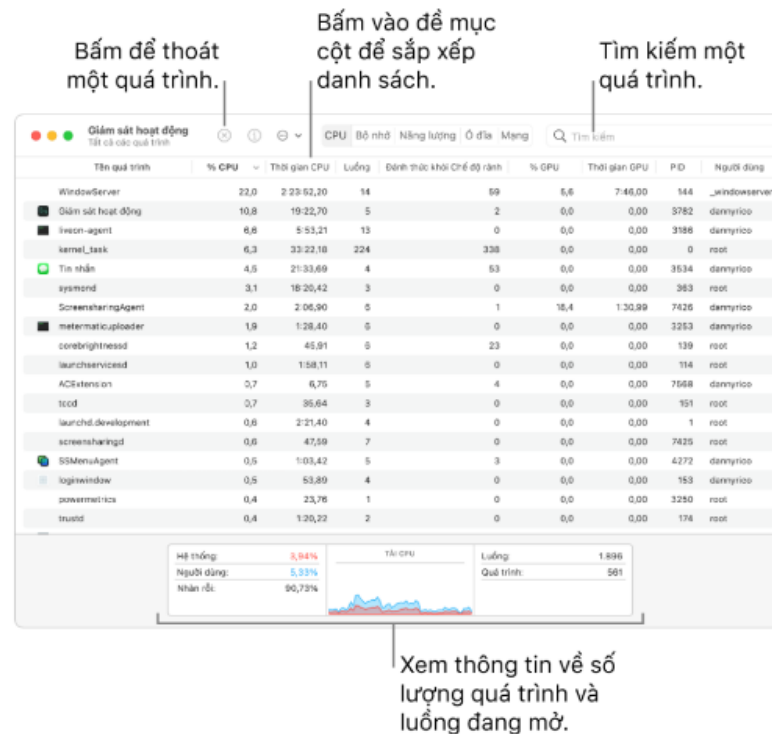 Bấm để thoát
một quá trình.
Bấm vào đề mục
cột để sắp xếp
danh sách.
Tìm kiếm một
quá trình.
Giám sát hoạt động
Tất cả các quá trình
CPU Bộ nhớ Năng lượng Ổ đĩa Mạng
Tìm kiếm
Tên quá trình % CPU Thời gian CPU Luồng Đánh thức khỏi Chế độ rảnh % GPU Thời gian GPU PID Người dùng
WindowServer 22,0 2:23:52,20 14 59 5,6 7:46,00 144 _windowserver
Giám sát hoạt động 10,8 19:22,70 5 2 0,0 0,00 3782 dannyrico
liveon-agent 6,6 5:53,21 13 0 0,0 0,00 3186 dannyrico
kernel_task 6,3 33:22,18 224 338 0,0 0,00 0 root
Tin nhắn 4,5 21:33,69 4 53 0,0 0,00 3534 dannyrico
sysmond 3,1 18:20,42 3 0 0,0 0,00 363 root
ScreensharingAgent 2,0 2:06,90 6 1 18,4 1:30,99 7426 dannyrico
metermaticuploader 1,9 1:28,40 6 0 0,0 0,00 3253 dannyrico
corebrightnessd 1,2 45,91 6 23 0,0 0,00 139 root
launchservicesd 1,0 1:58,11 6 0 0,0 0,00 114 root
ACExtension 0,7 6,75 5 4 0,0 0,00 7568 dannyrico
tccd 0,7 35,64 3 0 0,0 0,00 151 root
launchd.development 0,6 2:21,40 4 0 0,0 0,00 1 root
screensharingd 0,6 47,59 7 0 0,0 0,00 7425 root
SSMenuAgent 0,5 1:03,42 5 3 0,0 0,00 4272 dannyrico
loginwindow 0,5 53,89 4 0 0,0 0,00 153 dannyrico
powermetrics 0,4 23,76 1 0 0,0 0,00 3250 root
trustd 0,4 1:20,22 2 0 0,0 0,00 174 root
Hệ thống: 3,94% TẢI CPU Luồng: 1.896
Người dùng: 5,33% Quá trình: 561
Nhàn rỗi: 90,73%
Xem thông tin về số
lượng quá trình và
luồng đang mở.